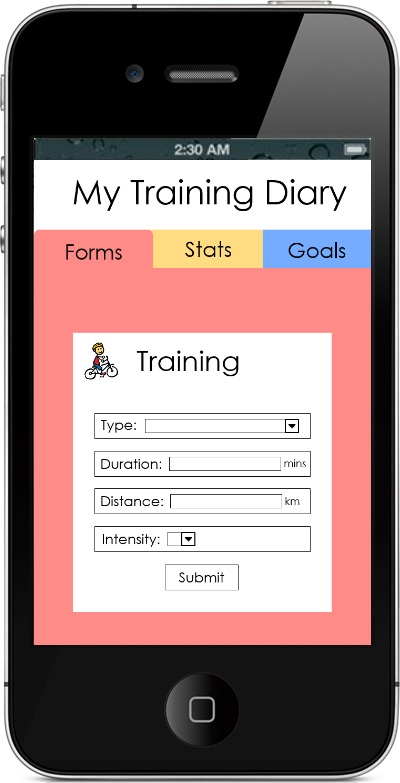 2:30 AM
My Training Diary
Forms Stats Goals
Training
Type:
Duration: mins
Distance: km
Intensity:
Submit